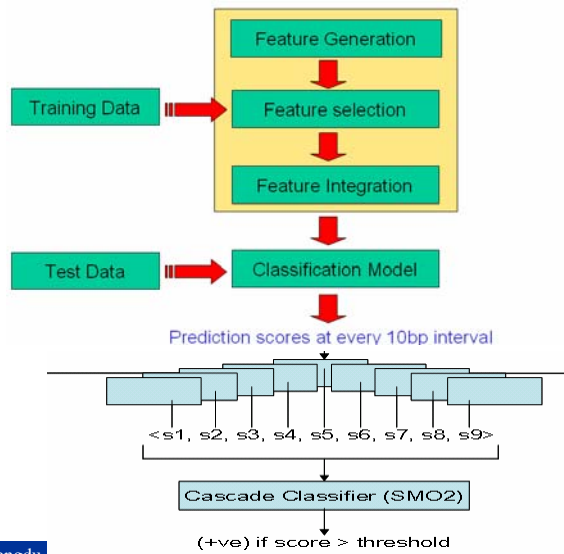 Feature Generation
Training Data
Feature selection
Feature Integration
Test Data
Classification Model
Prediction scores at every 10bp interval
<s1, s2, s3, s4, s5, s6, s7, s8, s9>
Cascade Classifier (SMO2)
(+ve) if score > threshold